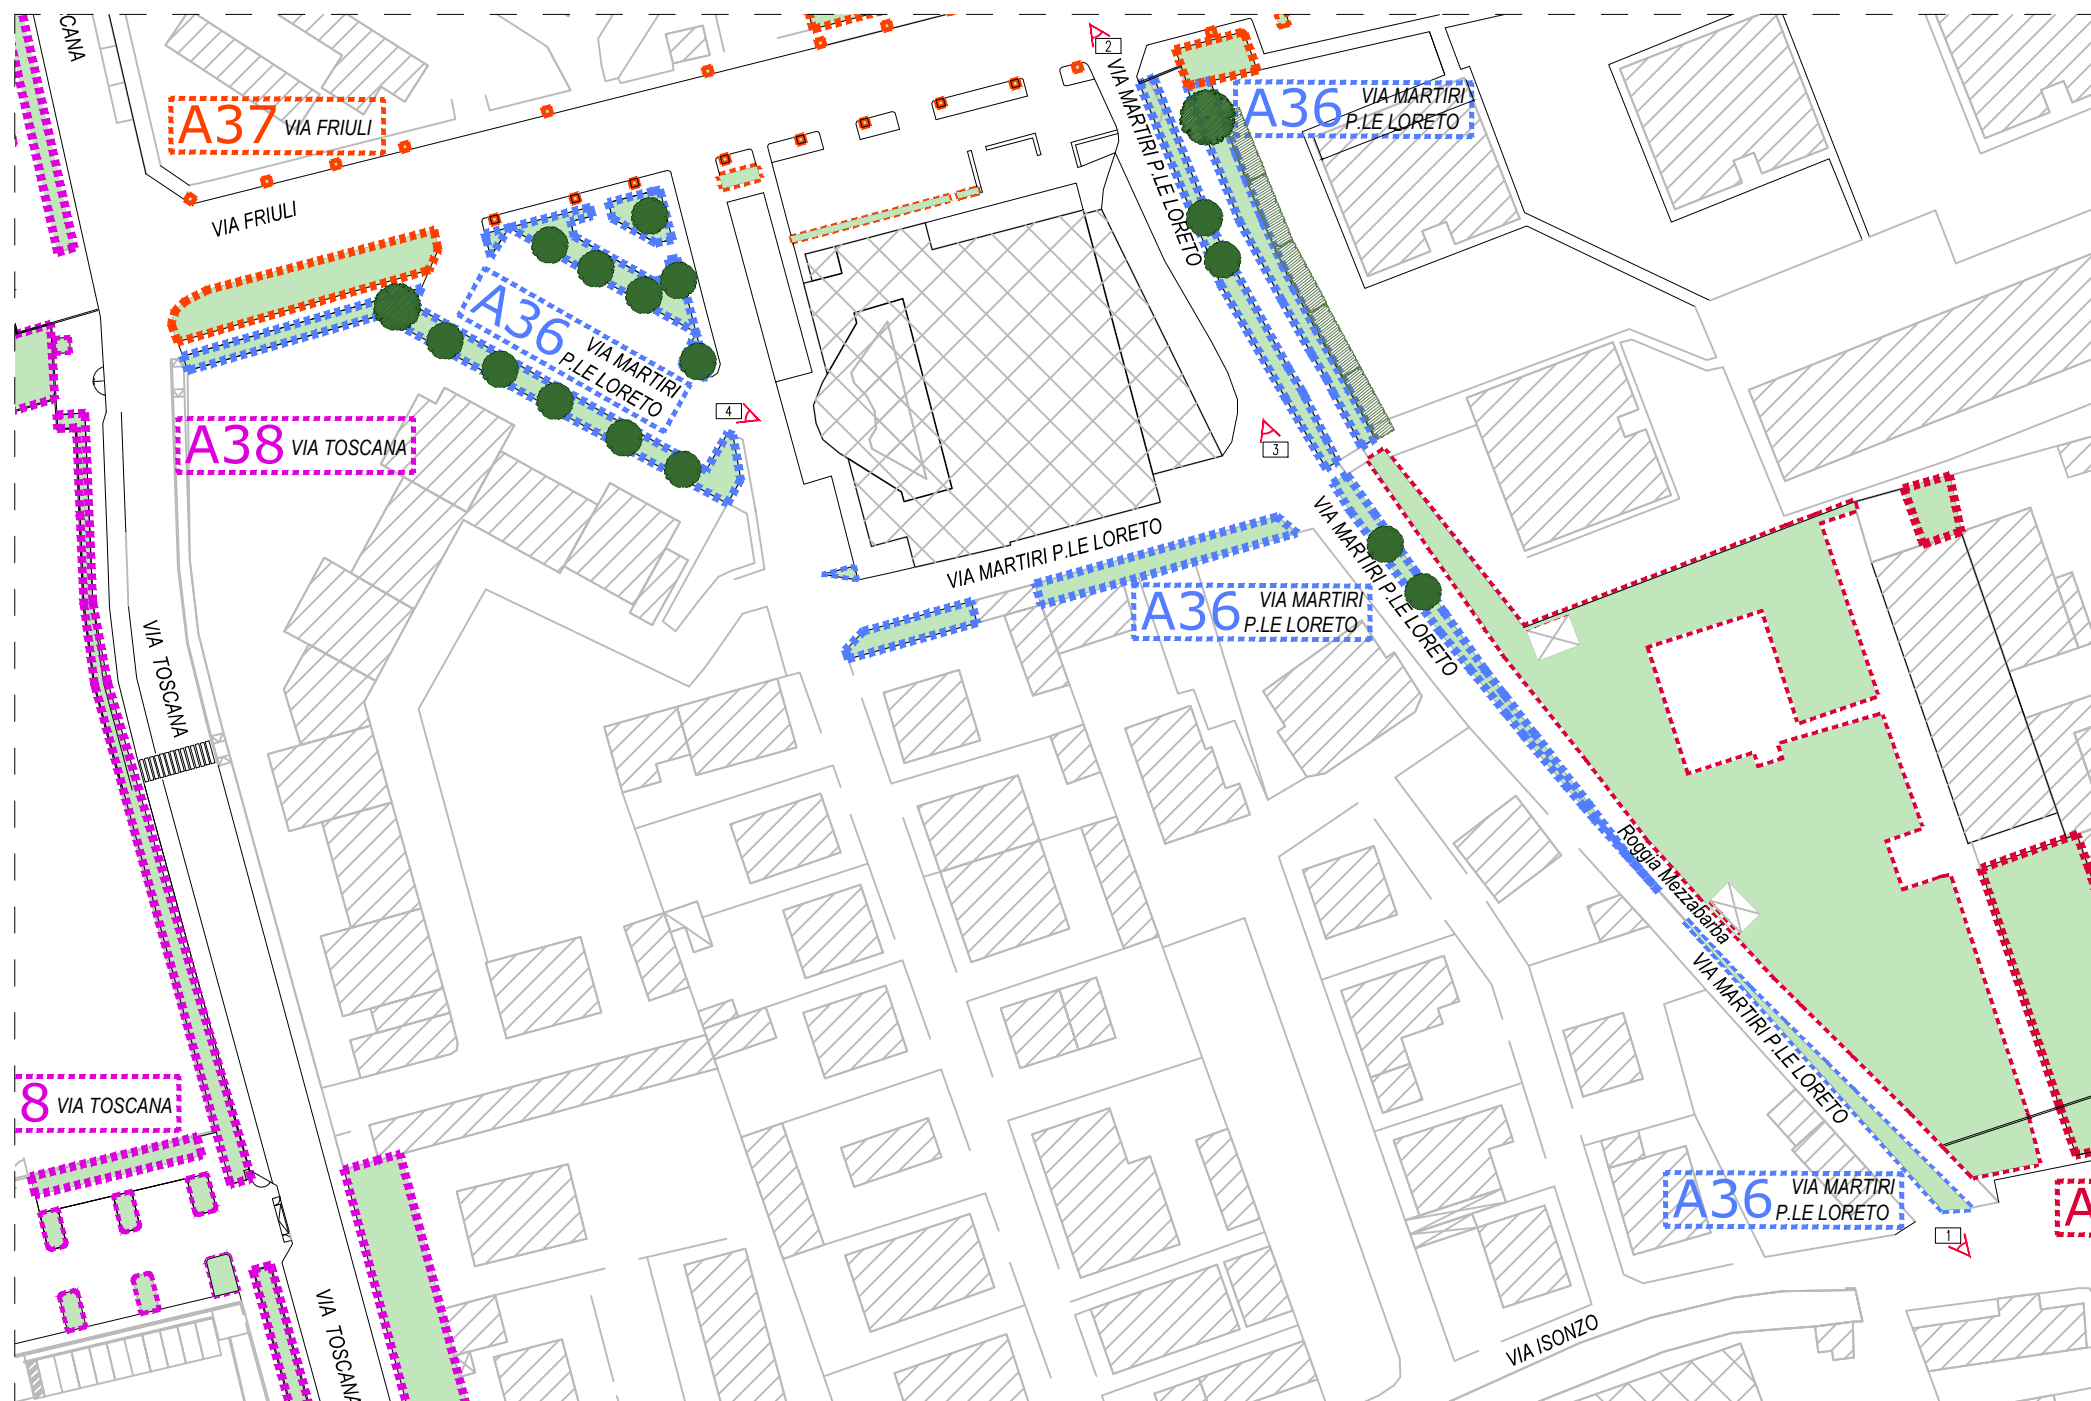 CANA
A37 VIA FRIULI
VIA FRIULI
2
VIA MARTIRI P.LE LORETO
A36 VIA MARTIRI
P.LE LORETO
A36 VIA MARTIRI
P.LE LORETO
4
3
A38 VIA TOSCANA
VIA MARTIRI P.LE LORETO
VIA MARTIRI P.LE LORETO
A36 VIA MARTIRI
P.LE LORETO
VIA TOSCANA
Roggia Mezzabarba
VIA MARTIRI P.LE LORETO
8 VIA TOSCANA
A36 VIA MARTIRI
P.LE LORETO
A
1
VIA TOSCANA
VIA ISONZO